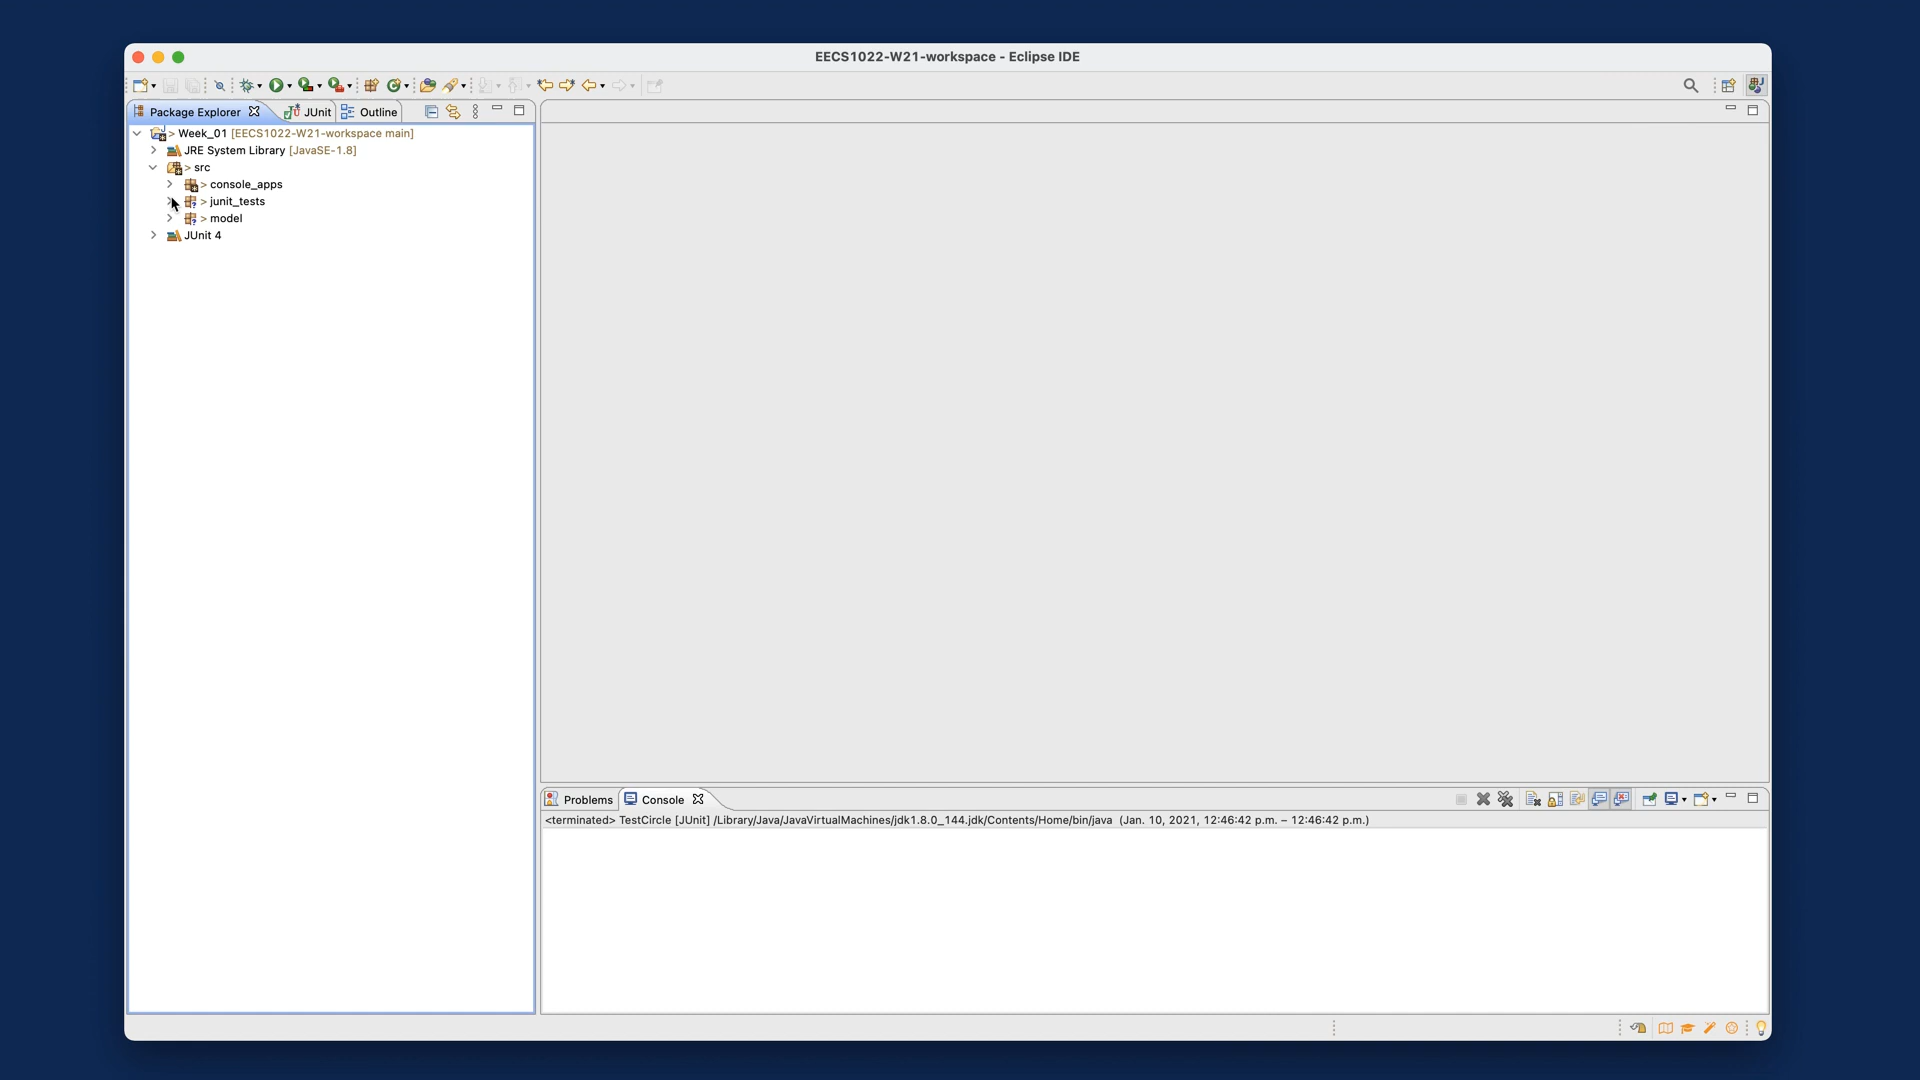 EECS1022-W21-workspace - Eclipse IDE
Package Explorer
JUnit
Outline
> Week_01 [EECS1022-W21-workspace main]
JRE System Library [JavaSE-1.8]
> src
> console_apps
> junit_tests
> model
JUnit 4
Problems
Console
<terminated> TestCircle [JUnit] /Library/Java/JavaVirtualMachines/jdk1.8.0_144.jdk/Contents/Home/bin/java (Jan. 10, 2021, 12:46:42 p.m. – 12:46:42 p.m.)